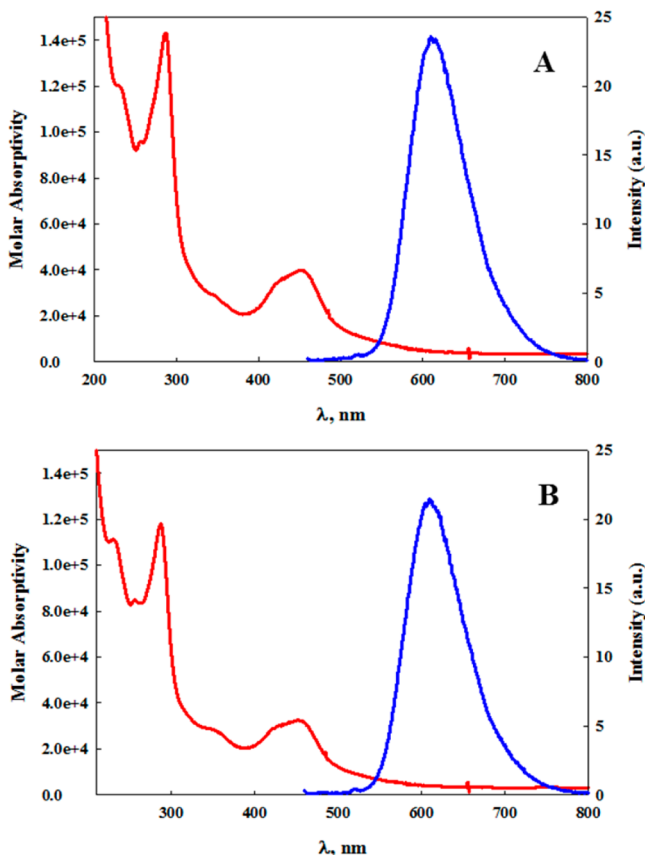 A
Molar Absorptivity
1.4e+5
1.2e+5
1.0e+5
8.0e+4
6.0e+4
4.0e+4
2.0e+4
0.0
25
20
15
10
5
0
Intensity (a.u.)
200 300 400 500 600 700 800
λ, nm
B
Molar Absorptivity
1.4e+5
1.2e+5
1.0e+5
8.0e+4
6.0e+4
4.0e+4
2.0e+4
0.0
25
20
15
10
5
0
Intensity (a.u.)
300 400 500 600 700 800
λ, nm